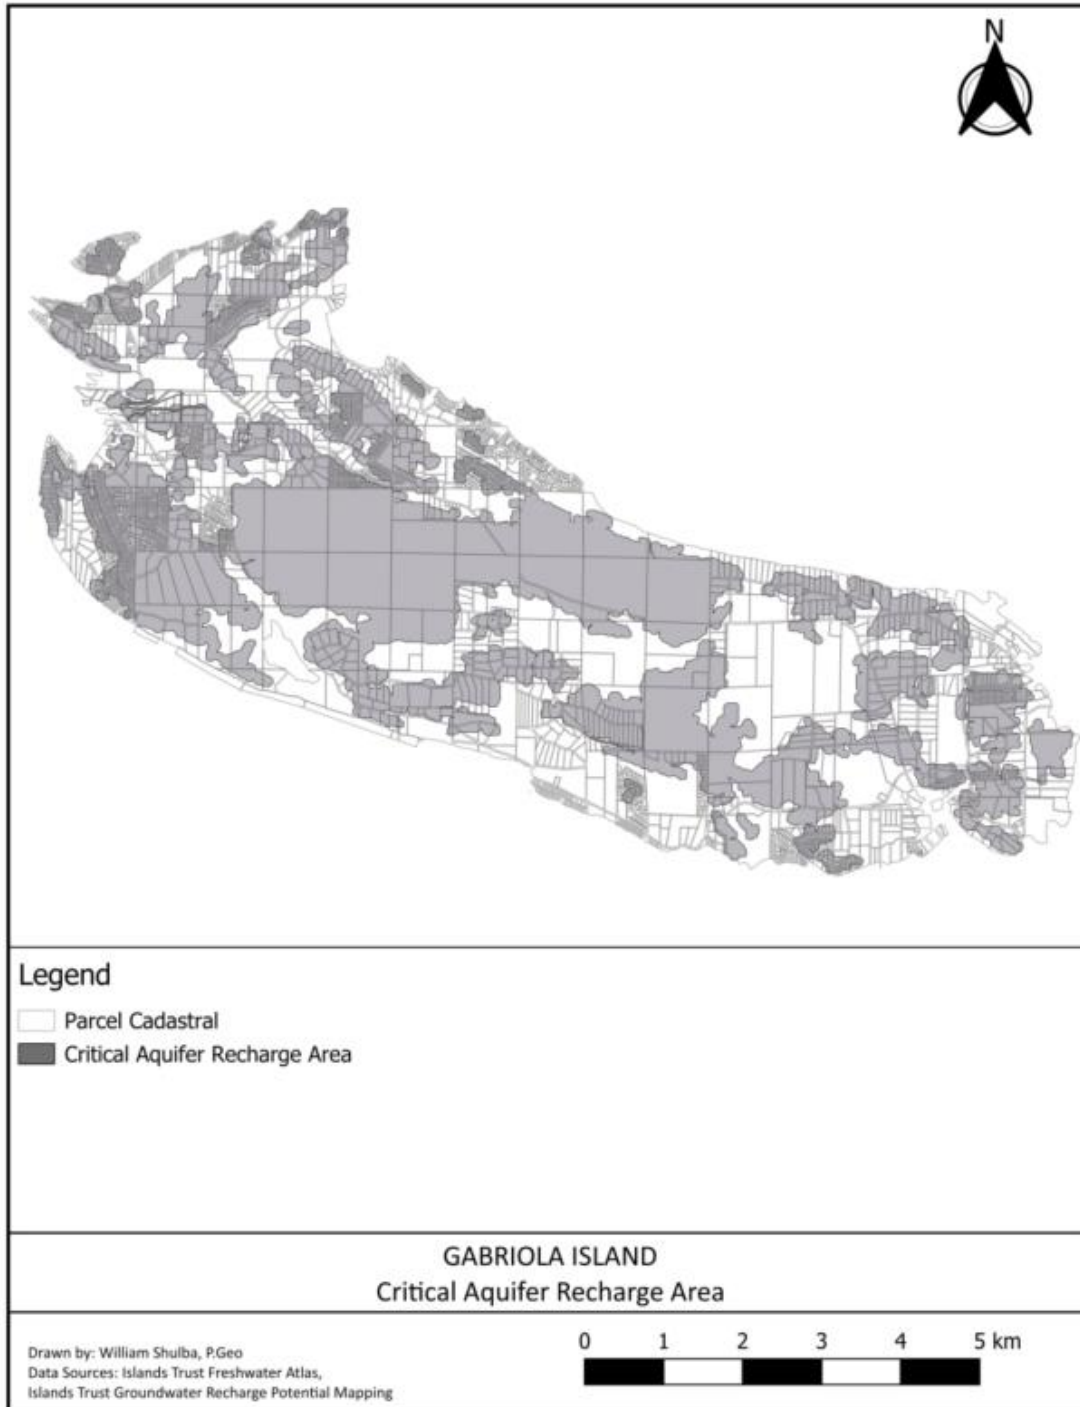 N
Legend
Parcel Cadastral
Critical Aquifer Recharge Area
GABRIOLA ISLAND
Critical Aquifer Recharge Area
Drawn by: William Shulba, P.Geo
Data Sources: Islands Trust Freshwater Atlas,
Islands Trust Groundwater Recharge Potential Mapping
0 1 2 3 4 5 km